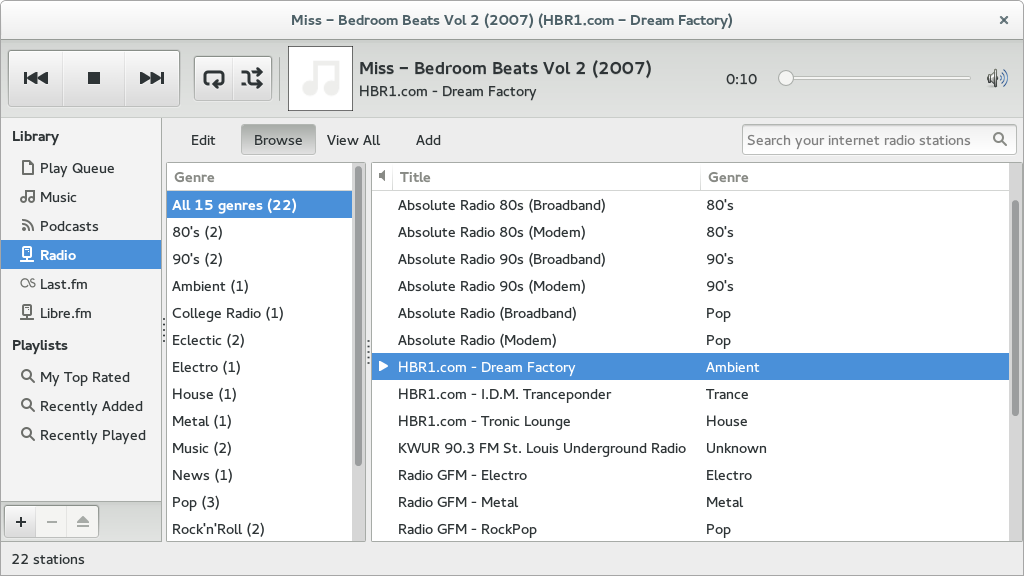 Miss – Bedroom Beats Vol 2 (2007) (HBR1.com – Dream Factory)
Miss – Bedroom Beats Vol 2 (2007)
HBR1.com - Dream Factory
0:10
Library
Play Queue
Music
Podcasts
Radio
Last.fm
Libre.fm
Playlists
My Top Rated
Recently Added
Recently Played
Edit Browse View All Add
Search your internet radio stations
Genre
All 15 genres (22)
80's (2)
90's (2)
Ambient (1)
College Radio (1)
Eclectic (2)
Electro (1)
House (1)
Metal (1)
Music (2)
News (1)
Pop (3)
Rock'n'Roll (2)
Title Genre
Absolute Radio 80s (Broadband) 80's
Absolute Radio 80s (Modem) 80's
Absolute Radio 90s (Broadband) 90's
Absolute Radio 90s (Modem) 90's
Absolute Radio (Broadband) Pop
Absolute Radio (Modem) Pop
HBR1.com - Dream Factory Ambient
HBR1.com - I.D.M. Tranceponder Trance
HBR1.com - Tronic Lounge House
KWUR 90.3 FM St. Louis Underground Radio Unknown
Radio GFM - Electro Electro
Radio GFM - Metal Metal
Radio GFM - RockPop Pop
22 stations